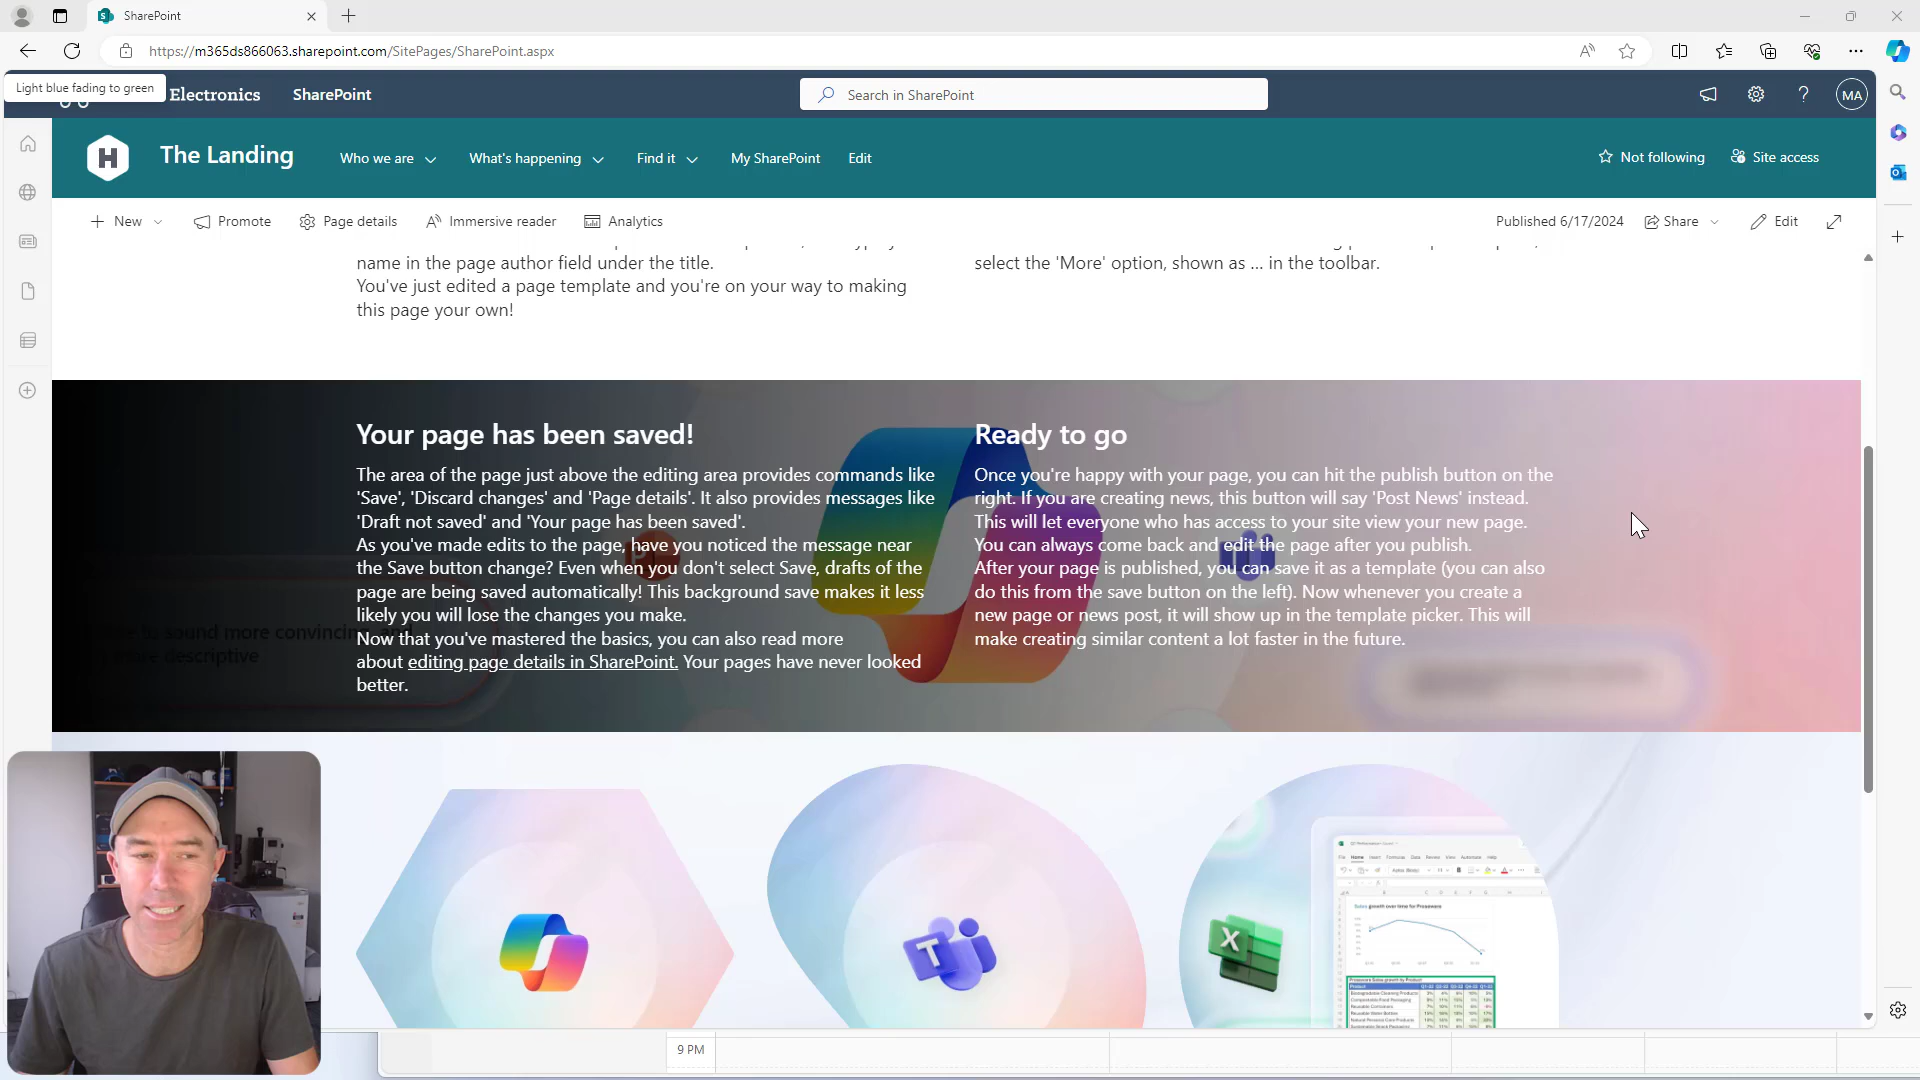 SharePoint
https://m365ds866063.sharepoint.com/SitePages/SharePoint.aspx
Light blue fading to green
Electronics
SharePoint
Search in SharePoint
MA
H
The Landing
Who we are
What's happening
Find it
My SharePoint
Edit
Not following
Site access
New
Promote
Page details
Immersive reader
Analytics
Published 6/17/2024
Share
Edit
name in the page author field under the title.
You've just edited a page template and you're on your way to making
this page your own!
select the 'More' option, shown as ... in the toolbar.
Your page has been saved!
The area of the page just above the editing area provides commands like
'Save', 'Discard changes' and 'Page details'. It also provides messages like
'Draft not saved' and 'Your page has been saved'.
As you've made edits to the page, have you noticed the message near
the Save button change? Even when you don't select Save, drafts of the
page are being saved automatically! This background save makes it less
likely you will lose the changes you make.
Now that you've mastered the basics, you can also read more
about editing page details in SharePoint. Your pages have never looked
better.
Ready to go
Once you're happy with your page, you can hit the publish button on the
right. If you are creating news, this button will say 'Post News' instead.
This will let everyone who has access to your site view your new page.
You can always come back and edit the page after you publish.
After your page is published, you can save it as a template (you can also
do this from the save button on the left). Now whenever you create a
new page or news post, it will show up in the template picker. This will
make creating similar content a lot faster in the future.
to sound more convincing, and
more descriptive
T
X
Sales growth over time for Proseware
9 PM